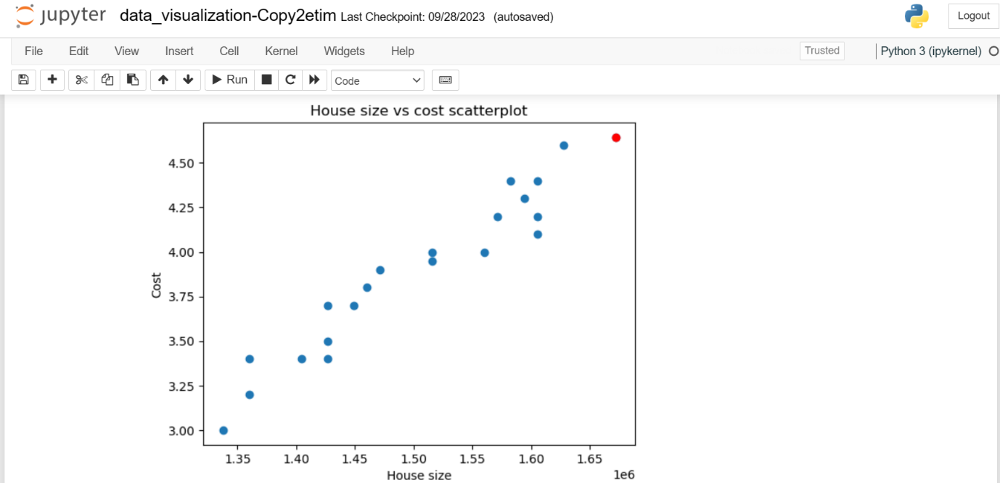 jupyter data_visualization-Copy2etim Last Checkpoint: 09/28/2023 (autosaved) Logout
File Edit View Insert Cell Kernel Widgets Help Trusted Python 3 (ipykernel)
Run Code
House size vs cost scatterplot
4.50
4.25
4.00
3.75
3.50
3.25
3.00
Cost
1.35 1.40 1.45 1.50 1.55 1.60 1.65
House size 1e6